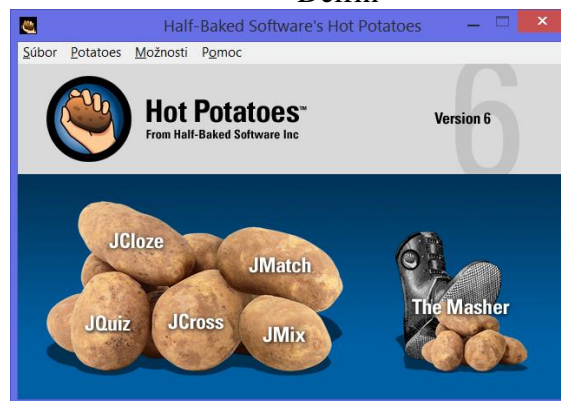 Half-Baked Software's Hot Potatoes
Súbor Potatoes Možnosti Pomoc
Hot Potatoes™
From Half-Baked Software Inc
Version 6
6
JCloze
JMatch
JQuiz
JCross
JMix
The Masher